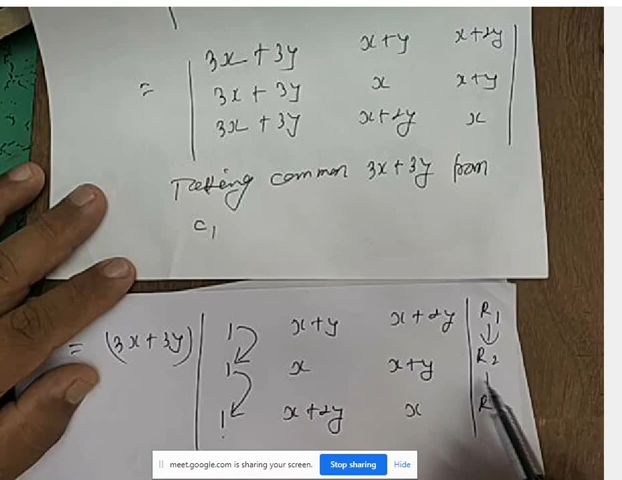 3x + 3y x+y x+2y
= 3x + 3y x x+y
3x + 3y x+2y x
Taking common 3x+3y from
C1
1 x+y x+2y R1
= (3x+3y) 1 x x+y R2
1 x+2y x R
meet.google.com is sharing your screen. Stop sharing Hide